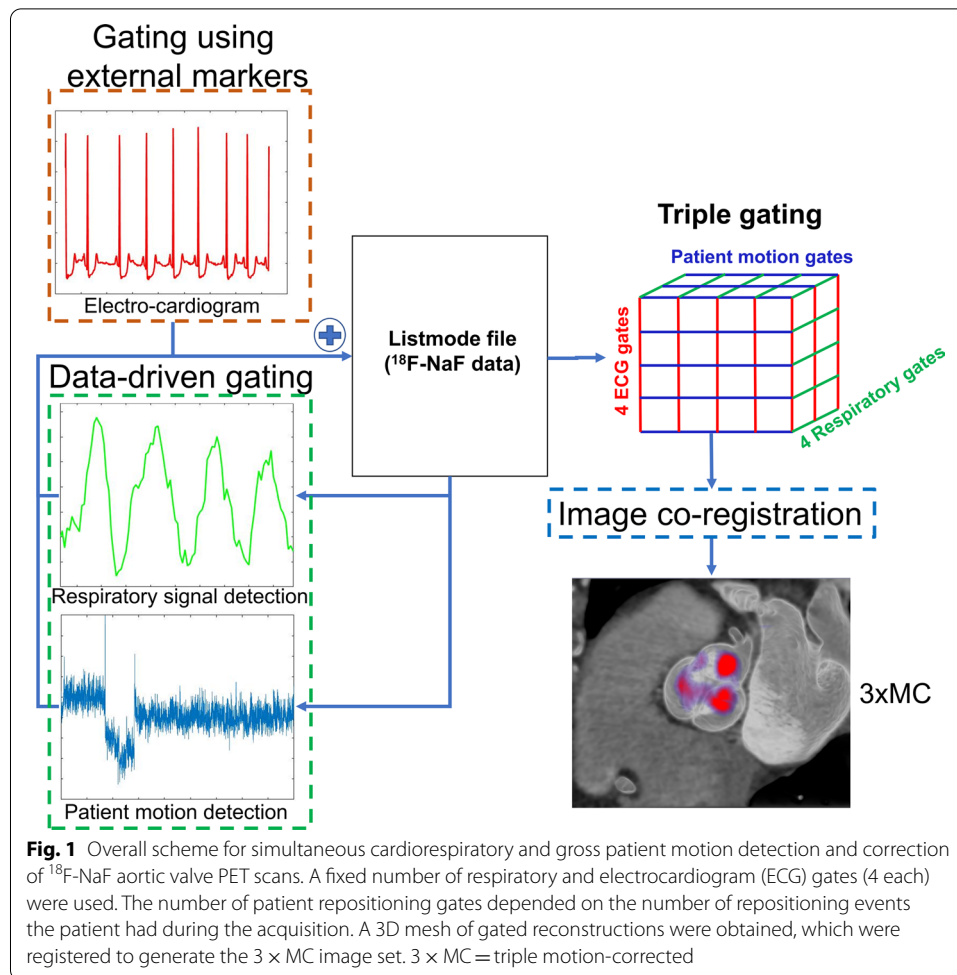 Gating using
external markers
Electro-cardiogram
Data-driven gating
Respiratory signal detection
Patient motion detection
Listmode file
(¹⁸F-NaF data)
Triple gating
Patient motion gates
4 ECG gates
4 Respiratory gates
Image co-registration
3xMC
Fig. 1 Overall scheme for simultaneous cardiorespiratory and gross patient motion detection and correction
of ¹⁸F-NaF aortic valve PET scans. A fixed number of respiratory and electrocardiogram (ECG) gates (4 each)
were used. The number of patient repositioning gates depended on the number of repositioning events
the patient had during the acquisition. A 3D mesh of gated reconstructions were obtained, which were
registered to generate the 3 × MC image set. 3 × MC = triple motion-corrected